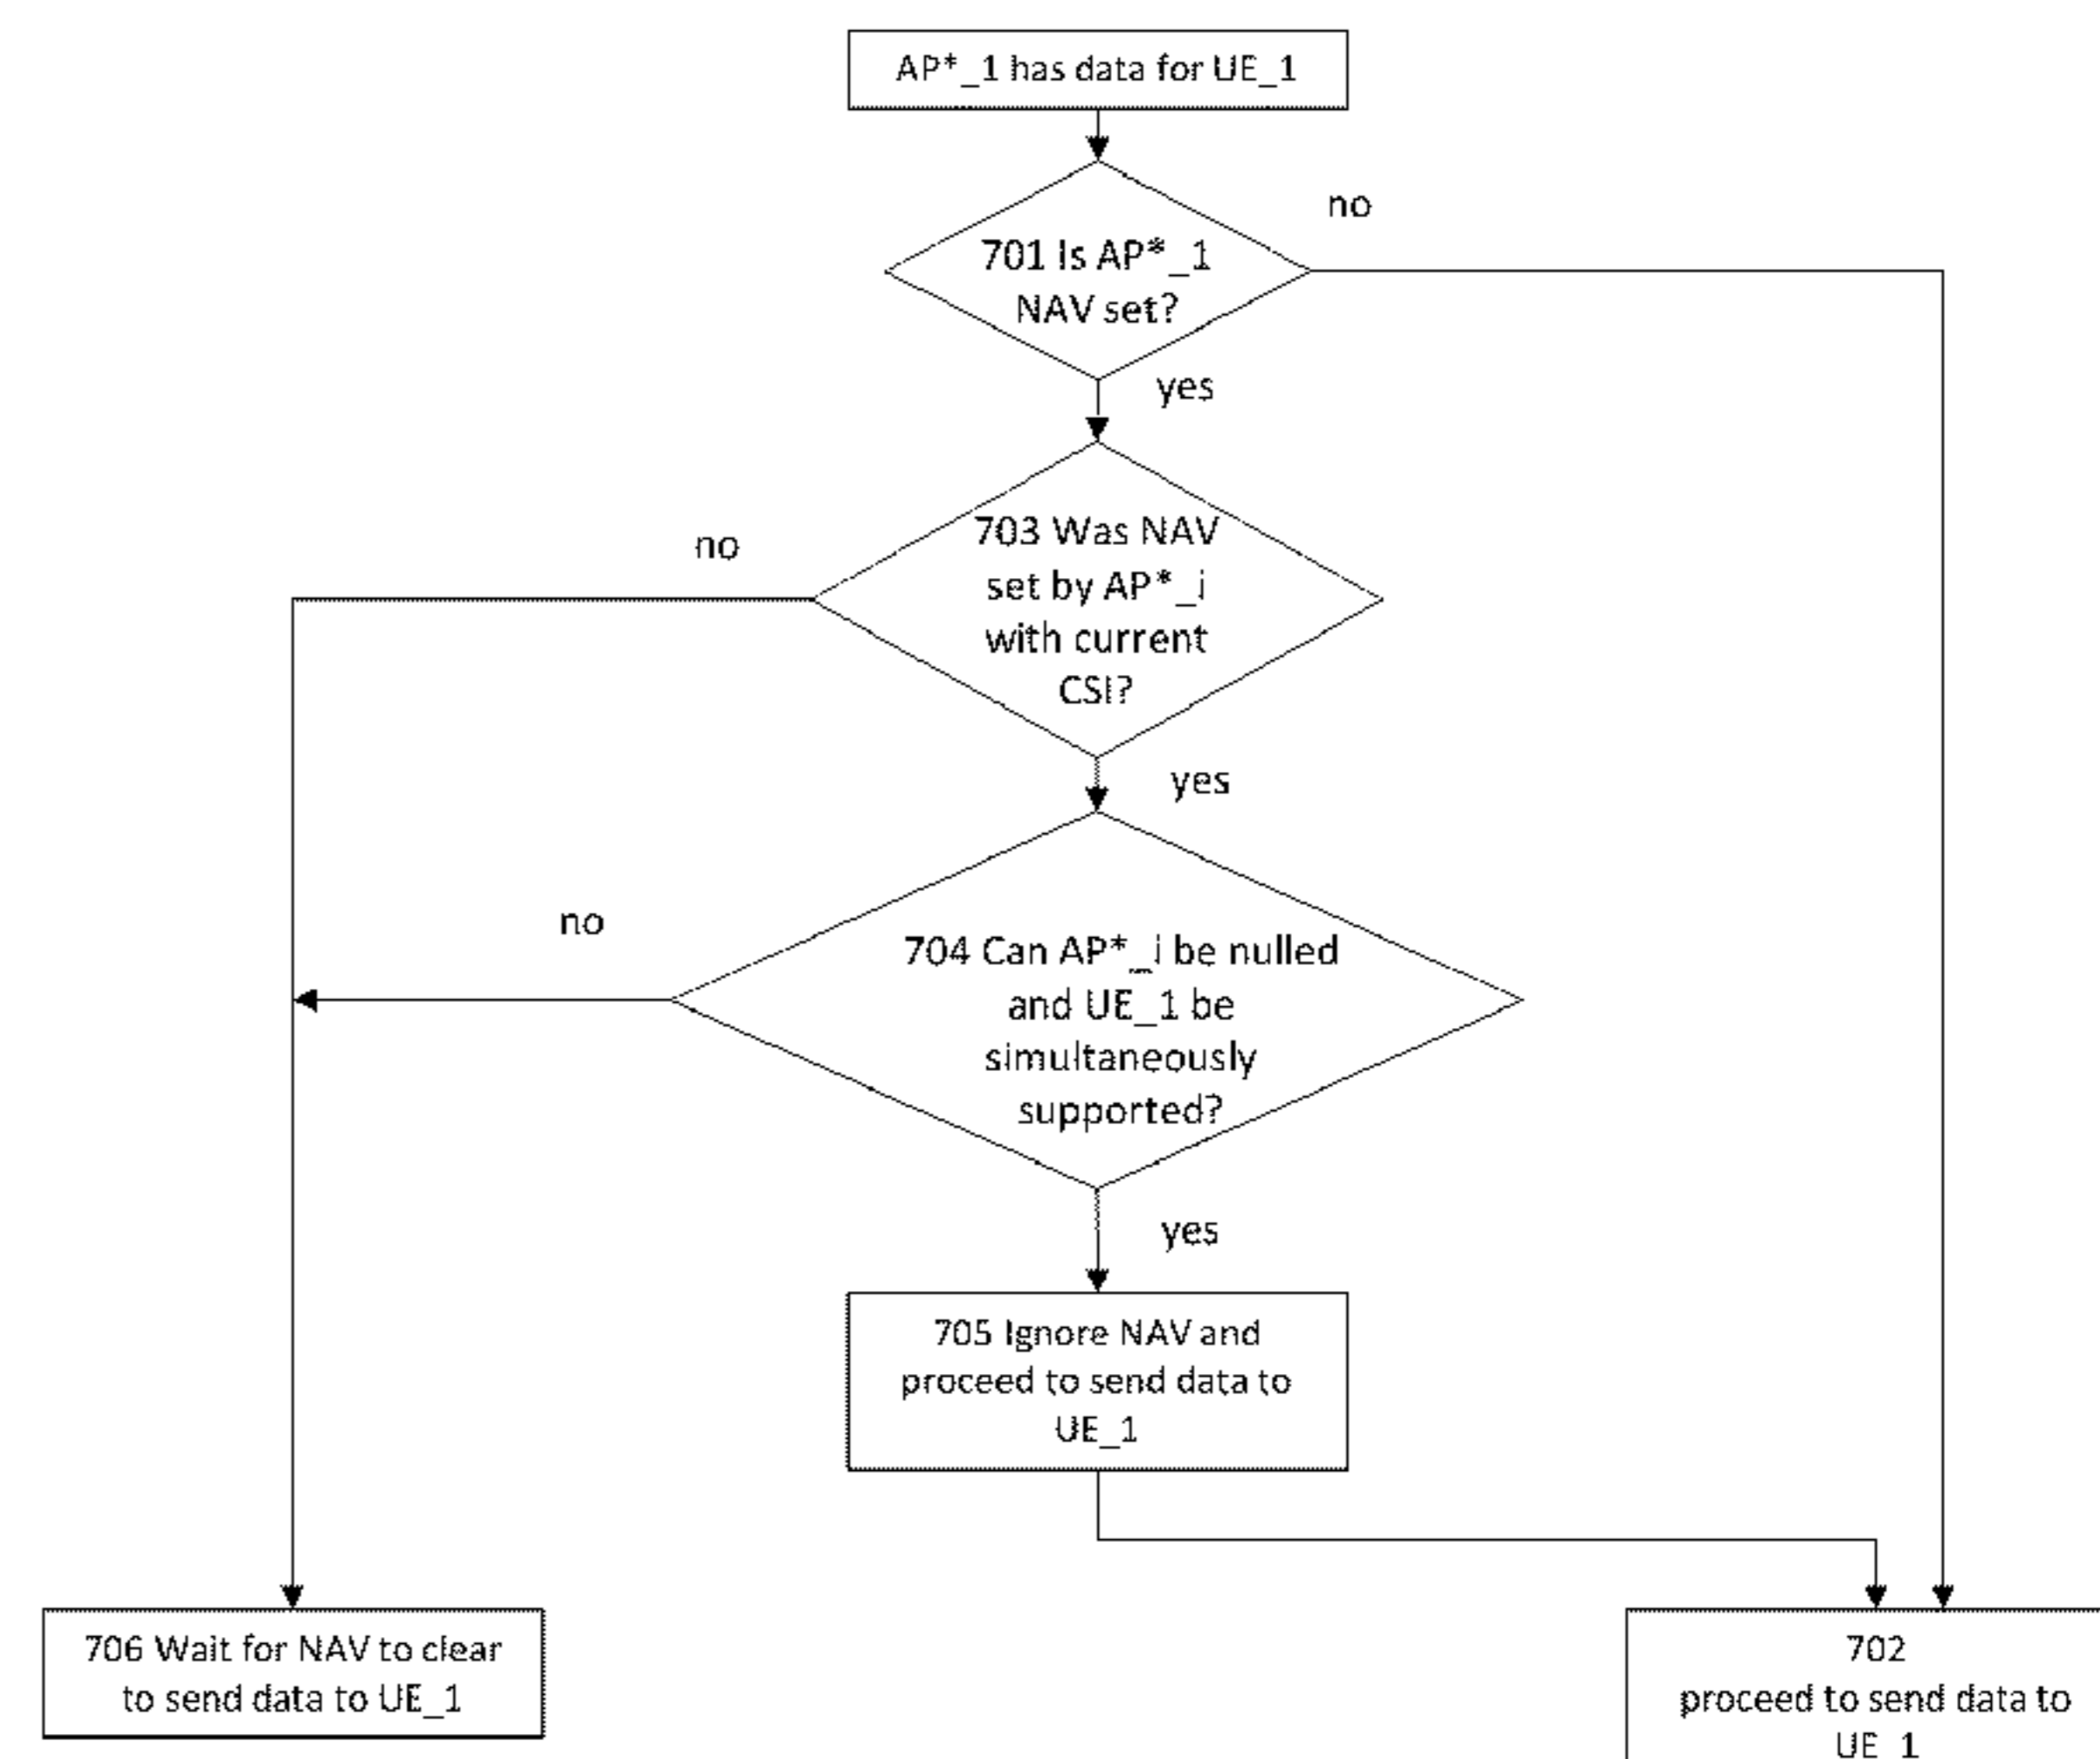 AP*_1 has data for UE_1
no
701 Is AP*_1
NAV set?
yes
no
703 Was NAV
set by AP*_i
with current
CSI?
yes
no
704 Can AP*_i be nulled
and UE_1 be
simultaneously
supported?
yes
705 Ignore NAV and
proceed to send data to
UE_1
706 Wait for NAV to clear
to send data to UE_1
702
proceed to send data to
UE_1